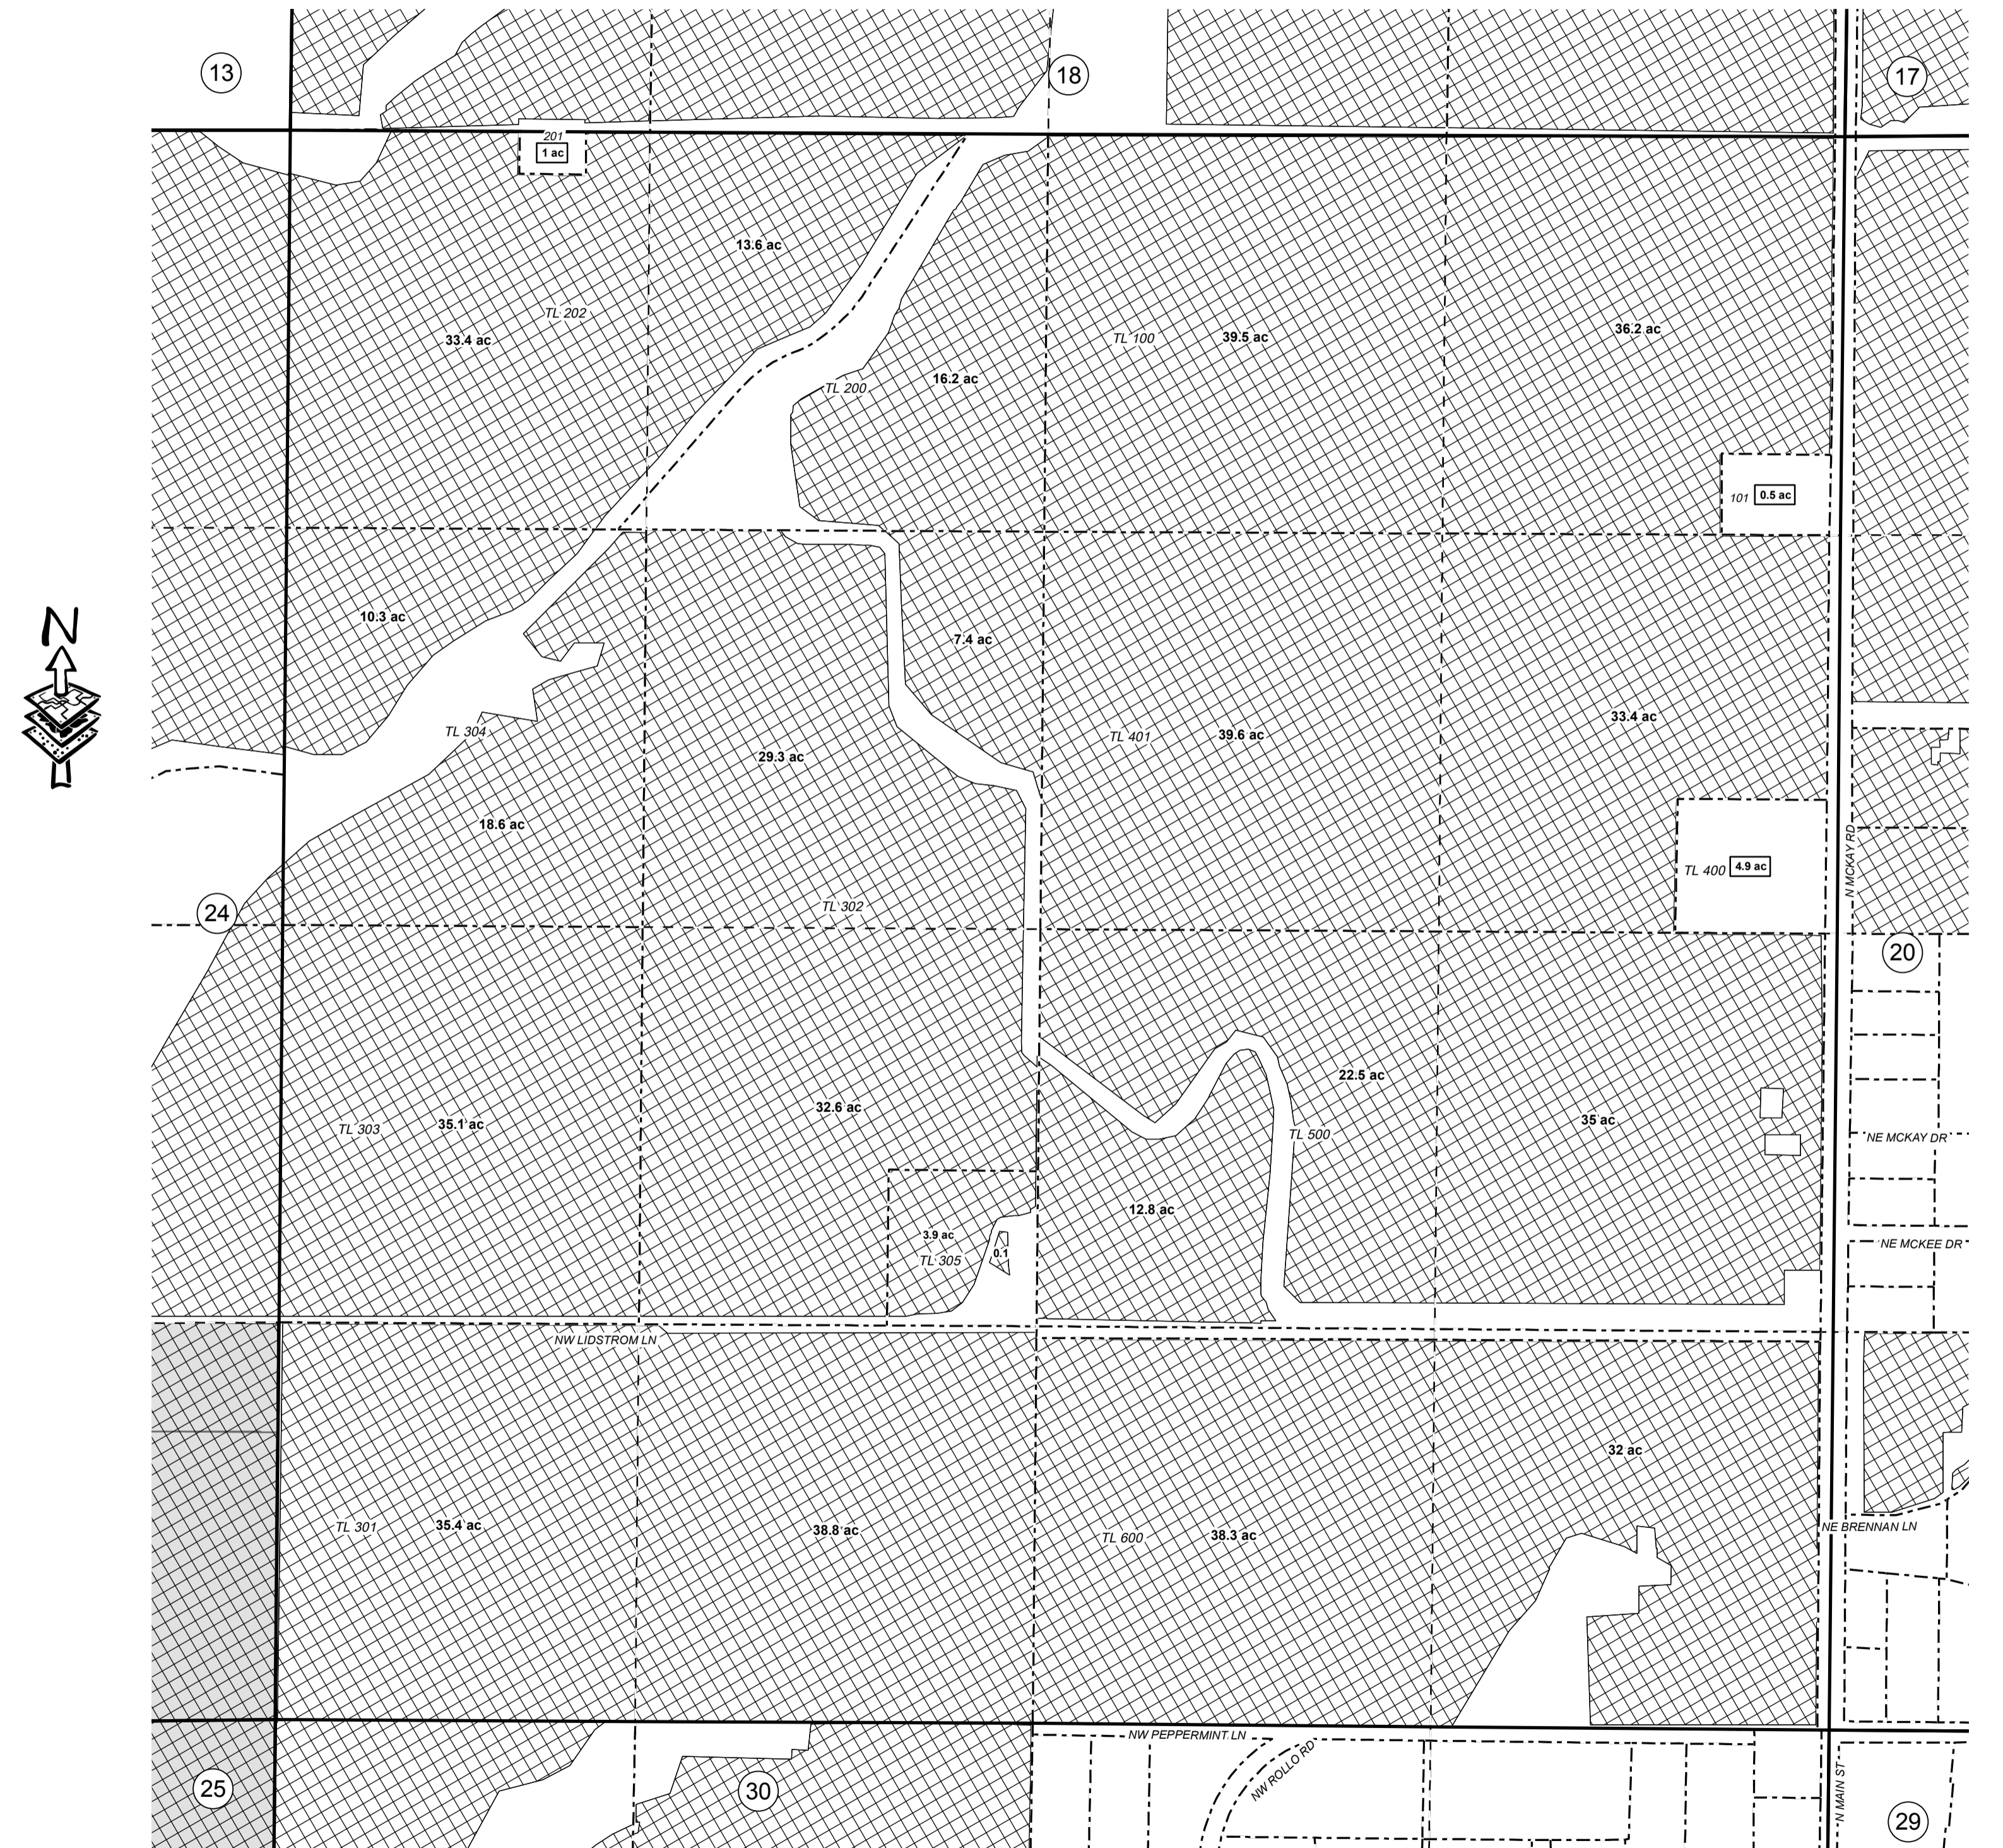 13
18
17
201
1 ac
13.6 ac
TL 202
33.4 ac
TL 100
39.5 ac
36.2 ac
16.2 ac
TL 200
101
0.5 ac
N
10.3 ac
7.4 ac
TL 304
29.3 ac
TL 401
39.6 ac
33.4 ac
18.6 ac
N MCKAY RD
TL 400
4.9 ac
24
TL 302
20
22.5 ac
32.6 ac
35 ac
TL 303
35.1 ac
TL 500
NE MCKAY DR
12.8 ac
3.9 ac
TL 305
0.1
NE MCKEE DR
NW LIDSTROM LN
32 ac
TL 301
35.4 ac
38.8 ac
TL 600
38.3 ac
NE BRENNAN LN
NW PEPPERMINT LN
NW ROLLO RD
N MAIN ST
25
30
29